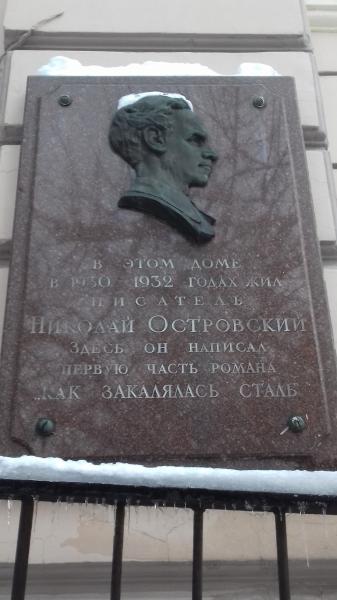 В ЭТОМ ДОМЕ
В 1930 1932 ГОДАХ ЖИЛ
ПИСАТЕЛЬ
НИКОЛАЙ ОСТРОВСКИЙ
ЗДЕСЬ ОН НАПИСАЛ
ПЕРВУЮ ЧАСТЬ РОМАНА
„КАК ЗАКАЛЯЛАСЬ СТАЛЬ“